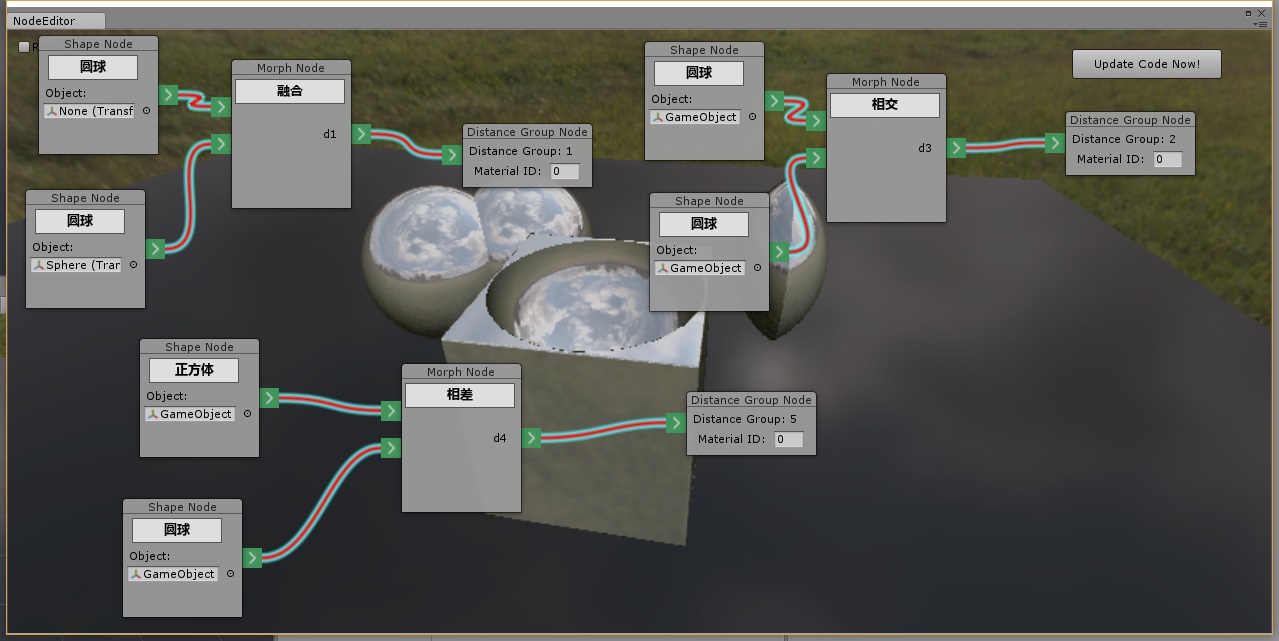 NodeEditor
Shape Node
圆球
Object:
None (Transf
Morph Node
融合
d1
Distance Group Node
Distance Group: 1
Material ID: 0
Shape Node
圆球
Object:
Sphere (Tran
Shape Node
圆球
Object:
GameObject
Morph Node
相交
d3
Update Code Now!
Distance Group Node
Distance Group: 2
Material ID: 0
Shape Node
圆球
Object:
GameObject
Shape Node
正方体
Object:
GameObject
Morph Node
相差
d4
Distance Group Node
Distance Group: 5
Material ID: 0
Shape Node
圆球
Object:
GameObject